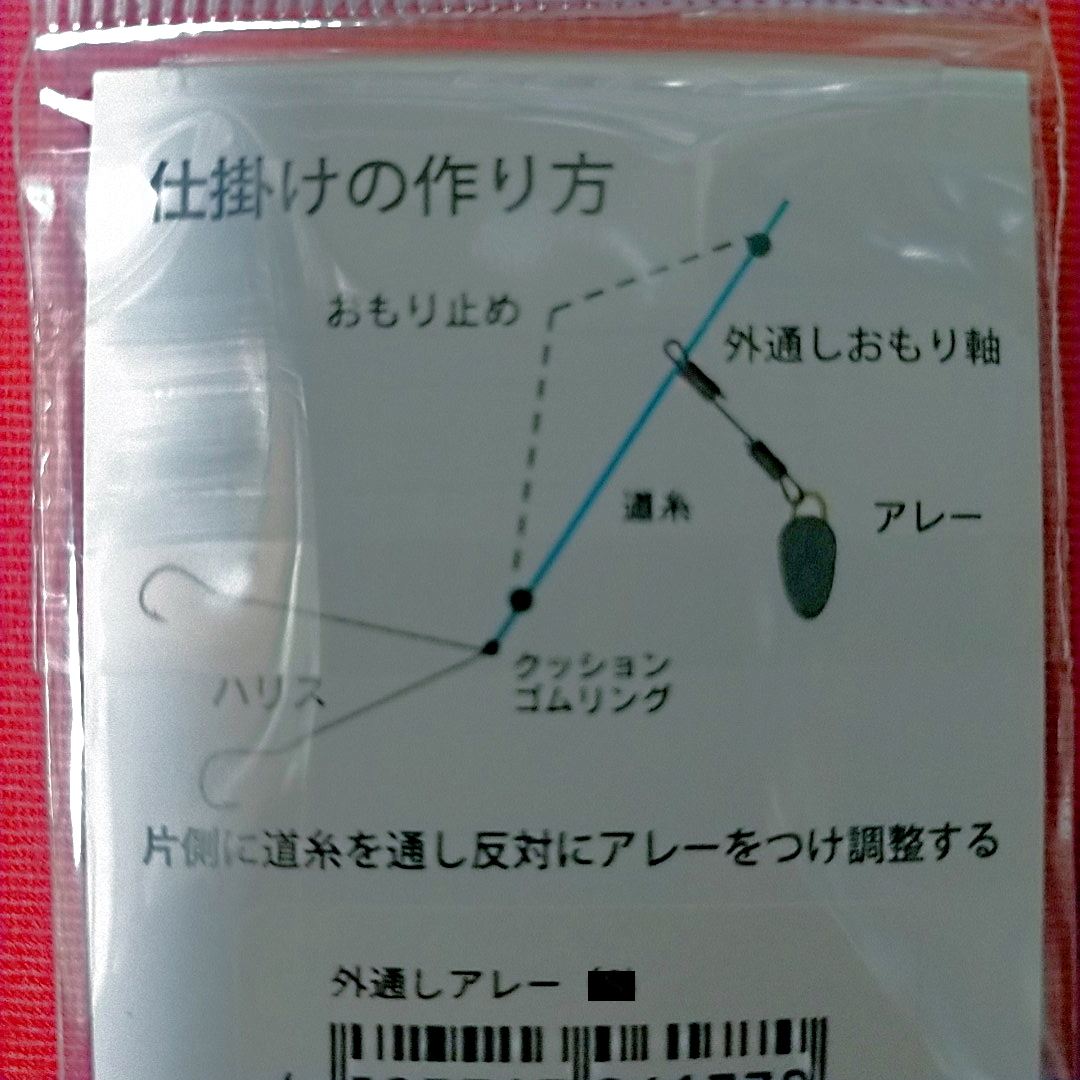 仕掛けの作り方
おもり止め
外通しおもり軸
道糸
アレー
クッション
ゴムリング
ハリス
片側に道糸を通し反対にアレーをつけ調整する
外通しアレー